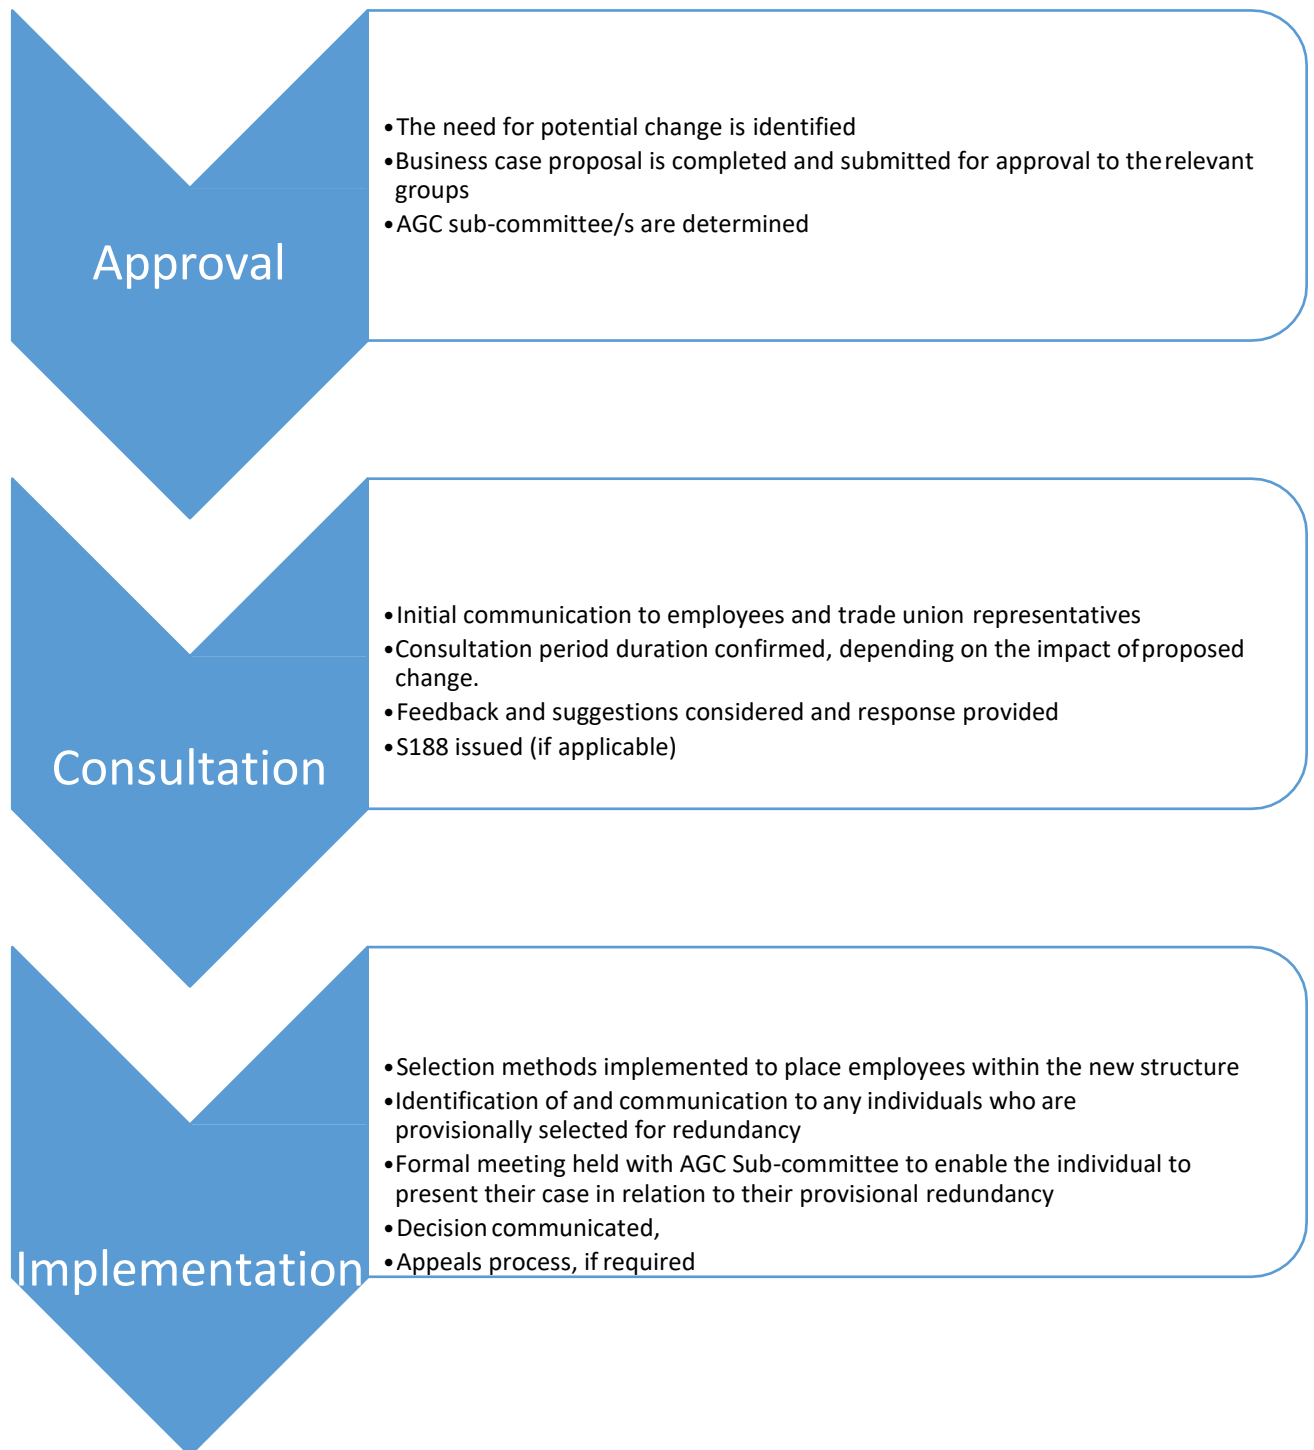 Approval
•The need for potential change is identified
•Business case proposal is completed and submitted for approval to therelevant
groups
•AGC sub-committee/s are determined
Consultation
•Initial communication to employees and trade union representatives
•Consultation period duration confirmed, depending on the impact ofproposed
change.
•Feedback and suggestions considered and response provided
•S188 issued (if applicable)
Implementation
•Selection methods implemented to place employees within the new structure
•Identification of and communication to any individuals who are
provisionally selected for redundancy
•Formal meeting held with AGC Sub-committee to enable the individual to
present their case in relation to their provisional redundancy
•Decision communicated,
•Appeals process, if required